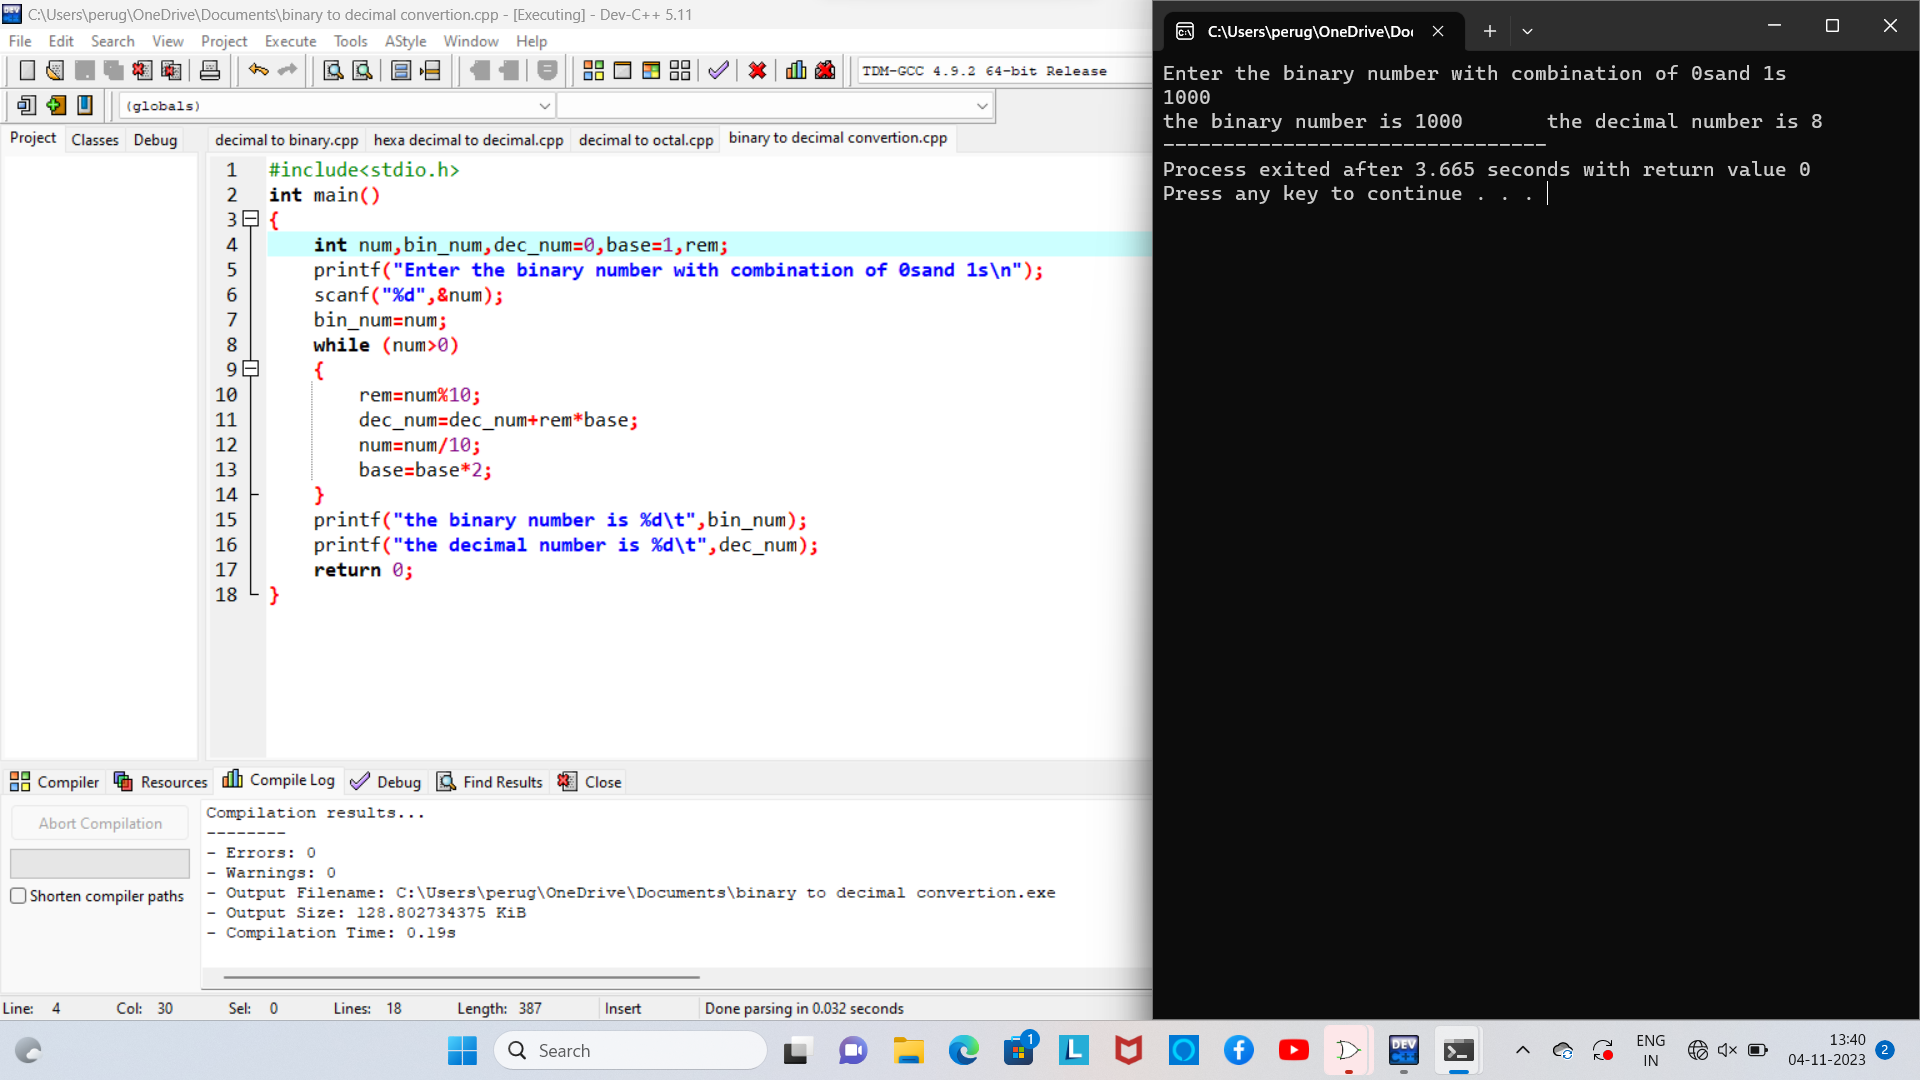 C:\Users\perug\OneDrive\Documents\binary to decimal convertion.cpp - [Executing] - Dev-C++ 5.11
File Edit Search View Project Execute Tools AStyle Window Help
TDM-GCC 4.9.2 64-bit Release
(globals)
Project Classes Debug
decimal to binary.cpp hexa decimal to decimal.cpp decimal to octal.cpp binary to decimal convertion.cpp
1 #include<stdio.h>
2 int main()
3 {
4 int num,bin_num,dec_num=0,base=1,rem;
5 printf("Enter the binary number with combination of 0sand 1s\n");
6 scanf("%d",&num);
7 bin_num=num;
8 while (num>0)
9 {
10 rem=num%10;
11 dec_num=dec_num+rem*base;
12 num=num/10;
13 base=base*2;
14 }
15 printf("the binary number is %d\t",bin_num);
16 printf("the decimal number is %d\t",dec_num);
17 return 0;
18 }
Compiler Resources Compile Log Debug Find Results Close
Abort Compilation
Shorten compiler paths
Compilation results...
--------
- Errors: 0
- Warnings: 0
- Output Filename: C:\Users\perug\OneDrive\Documents\binary to decimal convertion.exe
- Output Size: 128.802734375 KiB
- Compilation Time: 0.19s
Line: 4 Col: 30 Sel: 0 Lines: 18 Length: 387 Insert Done parsing in 0.032 seconds
C:\Users\perug\OneDrive\Do
Enter the binary number with combination of 0sand 1s
1000
the binary number is 1000 the decimal number is 8
--------------------------------
Process exited after 3.665 seconds with return value 0
Press any key to continue . . .
Search
1
L
DEV
C++
ENG
IN
13:40
04-11-2023
2